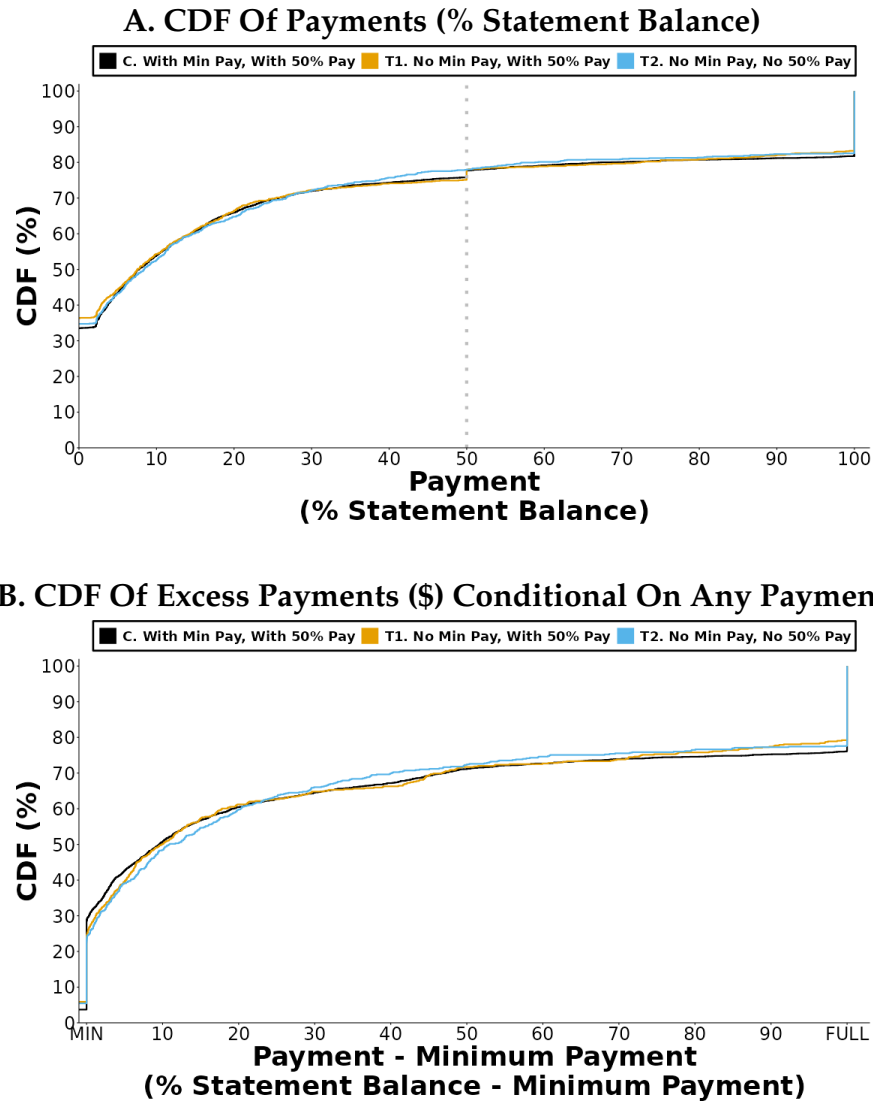 A. CDF Of Payments (% Statement Balance)
C. With Min Pay, With 50% Pay T1. No Min Pay, With 50% Pay T2. No Min Pay, No 50% Pay
100
90
80
70
60
50
40
30
20
10
0
CDF (%)
0 10 20 30 40 50 60 70 80 90 100
Payment
(% Statement Balance)
B. CDF Of Excess Payments ($) Conditional On Any Paymen
C. With Min Pay, With 50% Pay T1. No Min Pay, With 50% Pay T2. No Min Pay, No 50% Pay
100
90
80
70
60
50
40
30
20
10
0
CDF (%)
MIN 10 20 30 40 50 60 70 80 90 FULL
Payment - Minimum Payment
(% Statement Balance - Minimum Payment)